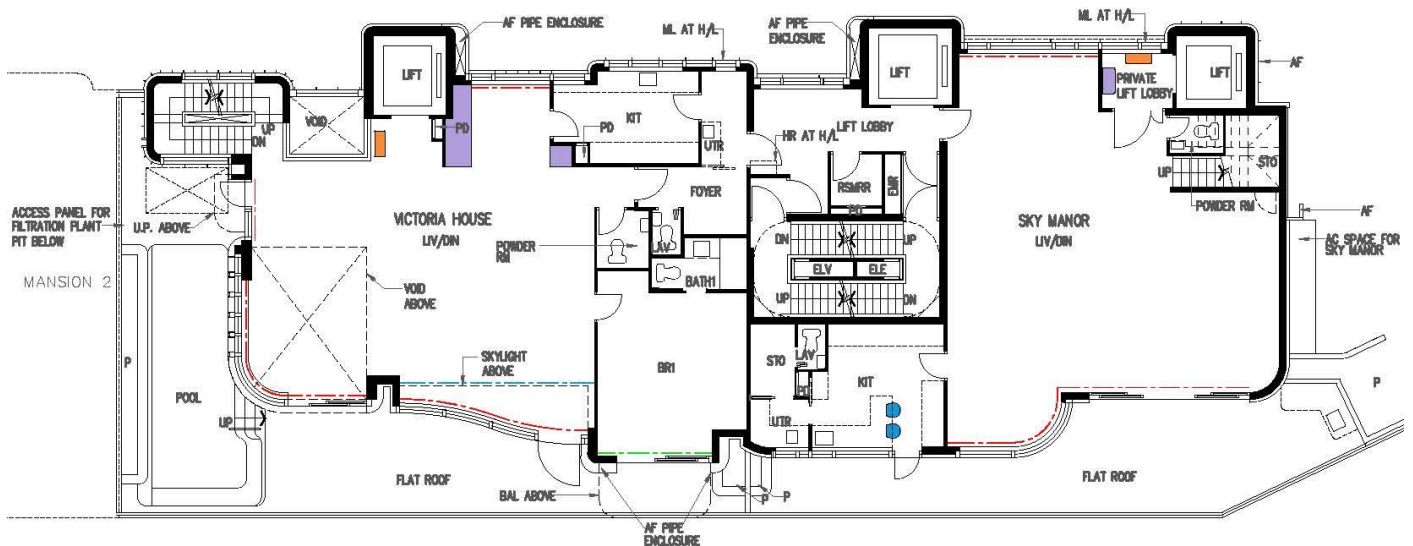 AF PIPE ENCLOSURE
ML AT H/L
AF PIPE
ENCLOSURE
ML AT H/L
LIFT
LIFT
LIFT
AF
PRIVATE
LIFT LOBBY
VOID
UP
DN
PD
KIT
PD
UTR
LIFT LOBBY
HR AT H/L
RSMRR
EMR
PD
STO
UP
POWDER RM
FOYER
ACCESS PANEL FOR
FILTRATION PLANT
PIT BELOW
U.P. ABOVE
VICTORIA HOUSE
LIV/DIN
POWDER
RM
LAV
SKY MANOR
LIV/DIN
AF
AC SPACE FOR
SKY MANOR
DN
UP
ELV
ELE
UP
DN
MANSION 2
BATH1
VOID
ABOVE
SKYLIGHT
ABOVE
BR1
STO
LAV
PD
KIT
P
POOL
UP
UTR
P
FLAT ROOF
BAL ABOVE
P
P
FLAT ROOF
AF PIPE
ENCLOSURE